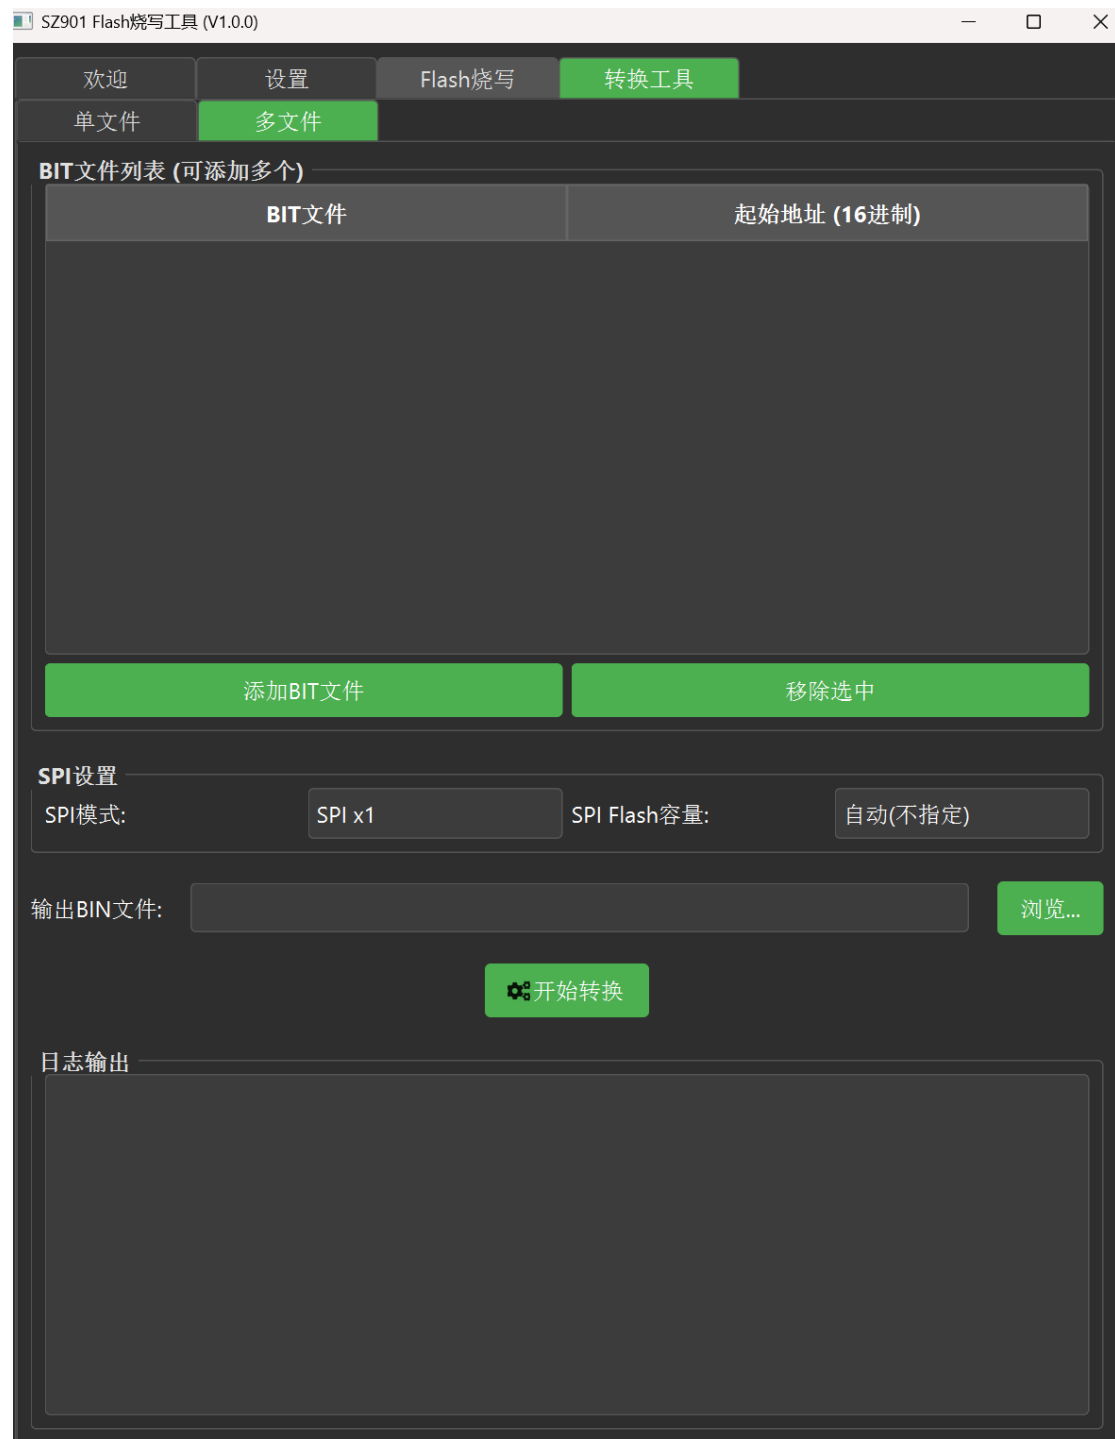 SZ901 Flash烧写工具 (V1.0.0)
欢迎 设置 Flash烧写 转换工具
单文件 多文件
BIT文件列表 (可添加多个)
BIT文件 起始地址 (16进制)
添加BIT文件 移除选中
SPI设置
SPI模式: SPI x1 SPI Flash容量: 自动(不指定)
输出BIN文件: 浏览...
开始转换
日志输出